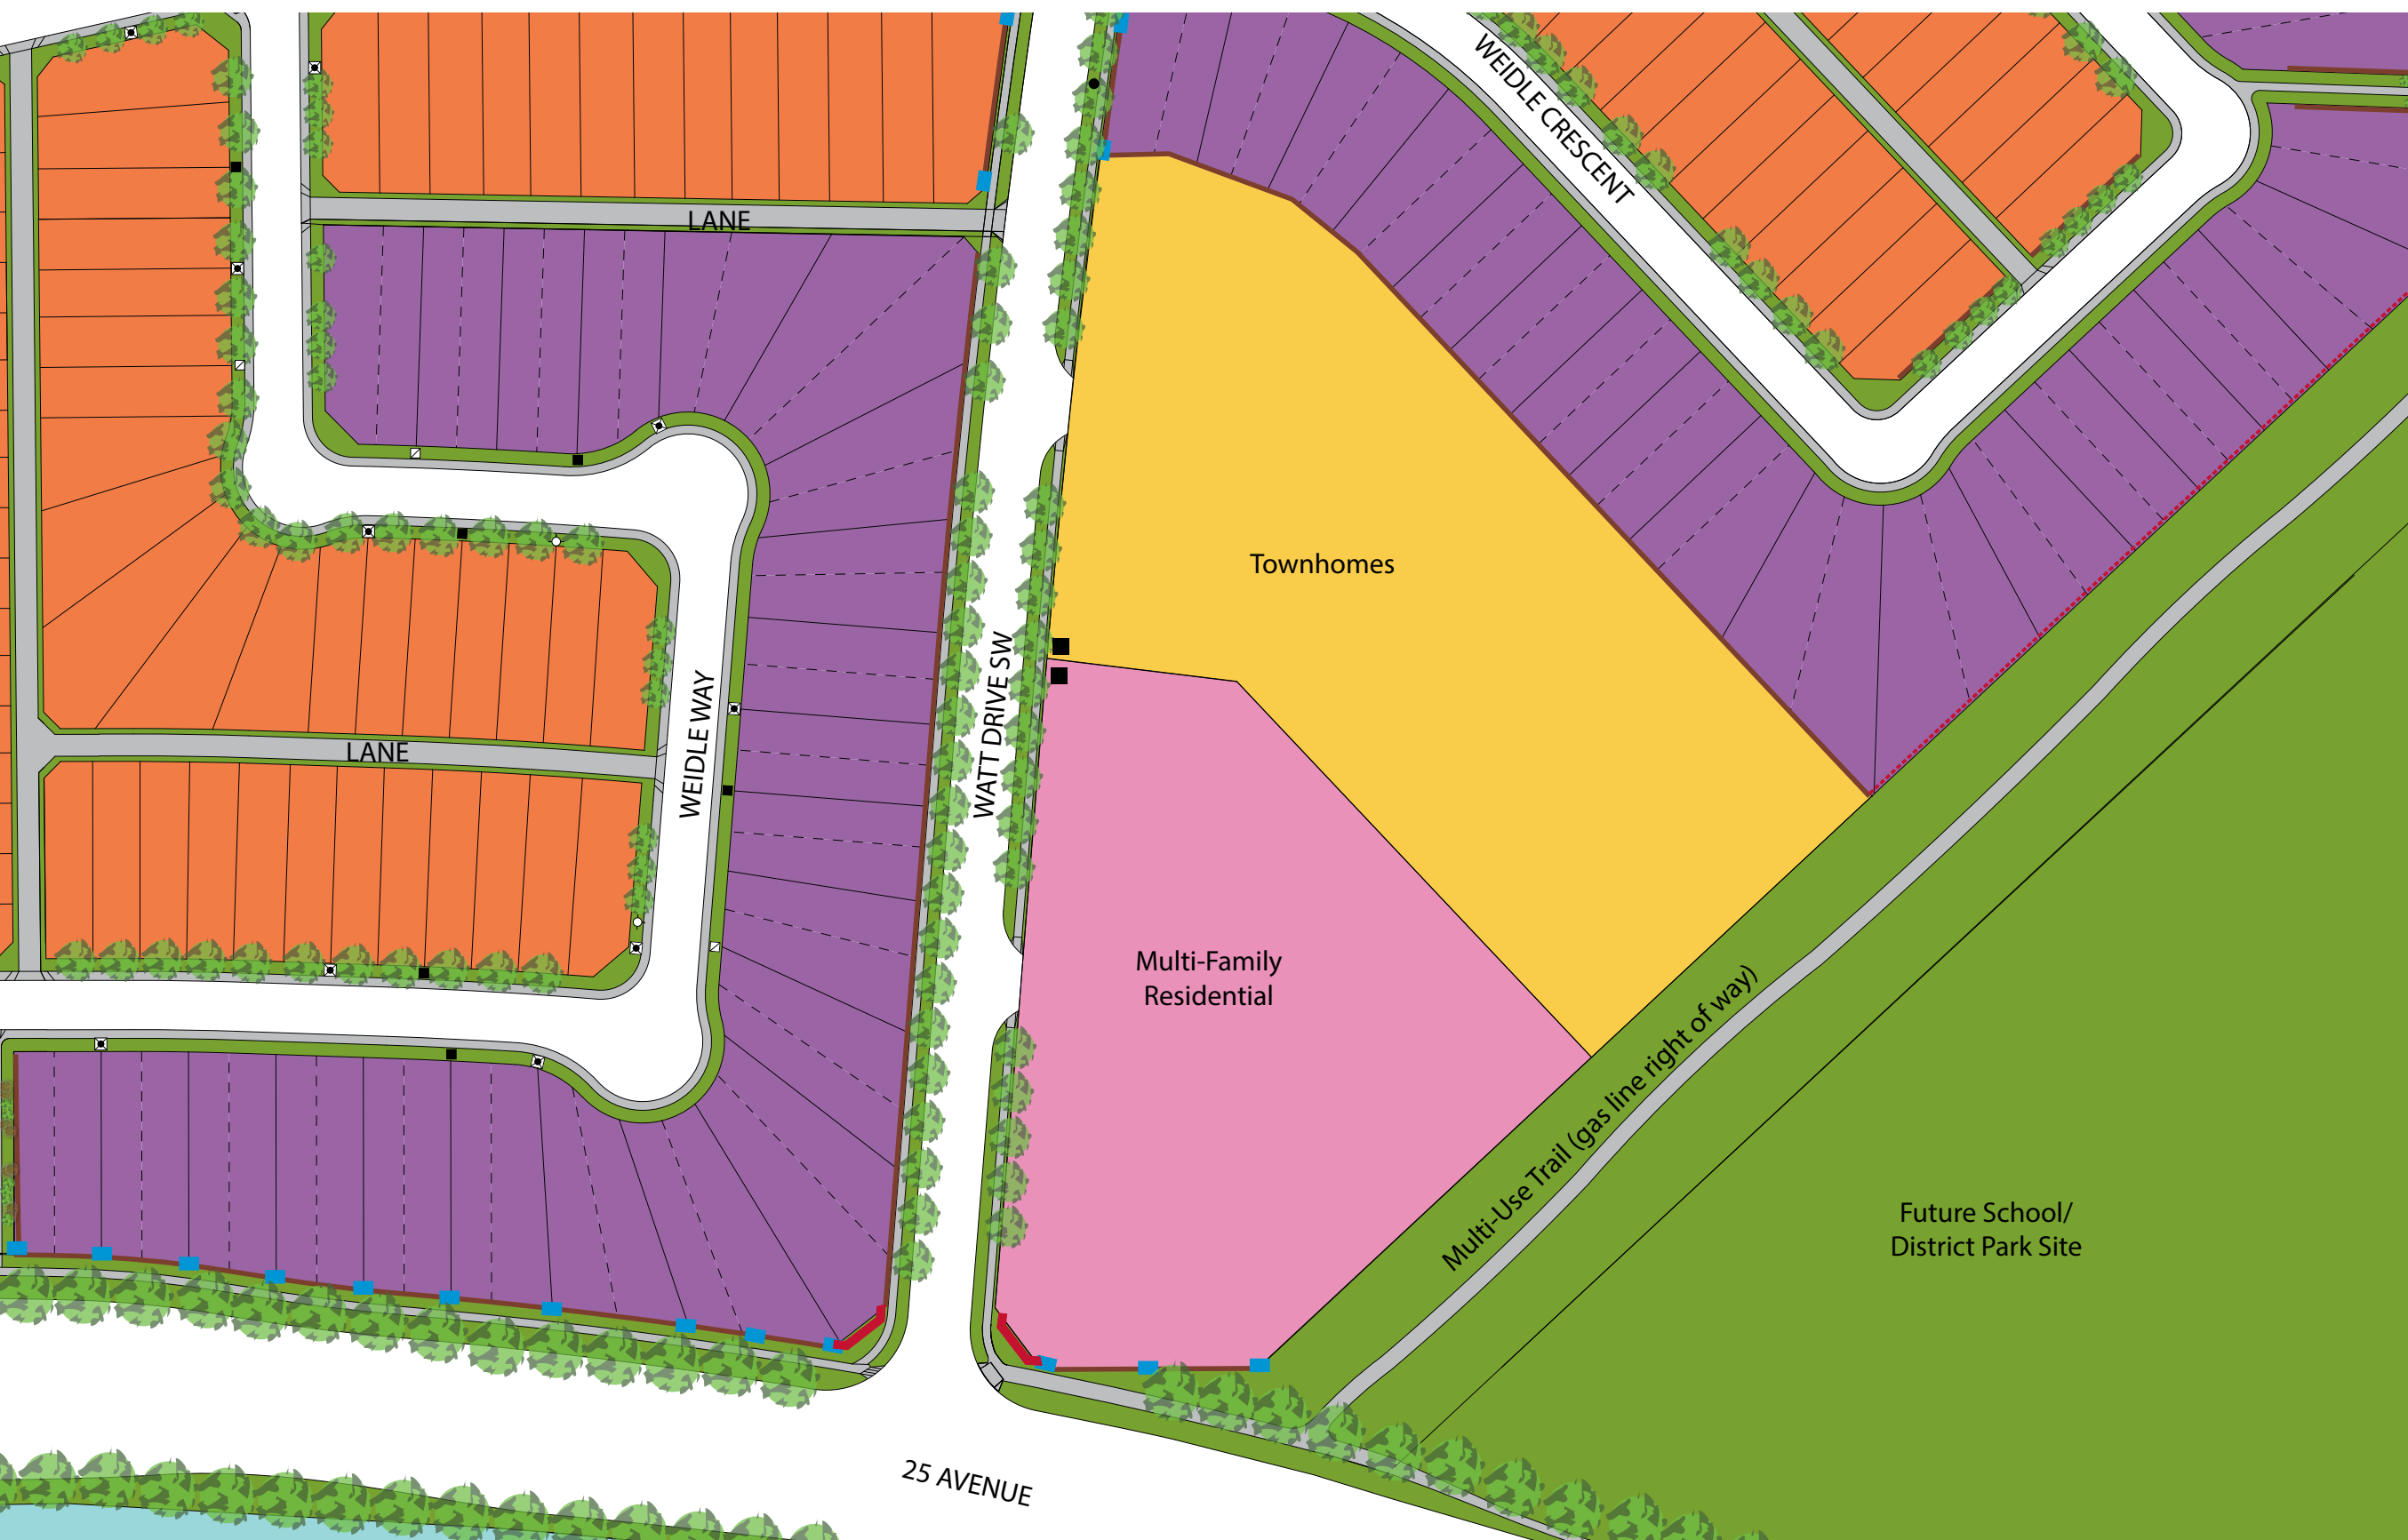 WEIDLE CRESCENT
LANE
Townhomes
WATT DRIVE SW
WEIDLE WAY
LANE
Multi-Family
Residential
Multi-Use Trail (gas line right of way)
Future School/
District Park Site
25 AVENUE